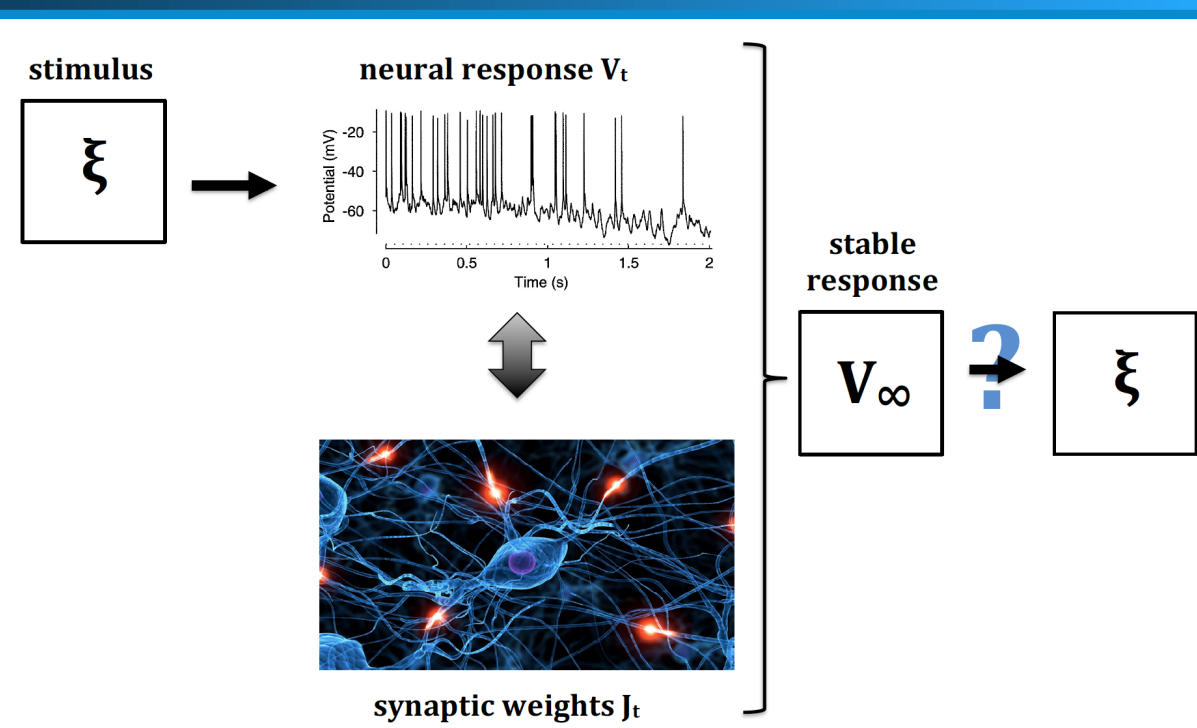 stimulus
ξ
neural response Vt
Potential (mV)
-20
-40
-60
0 0.5 1 1.5 2
Time (s)
synaptic weights Jt
stable
response
V∞
?
ξ